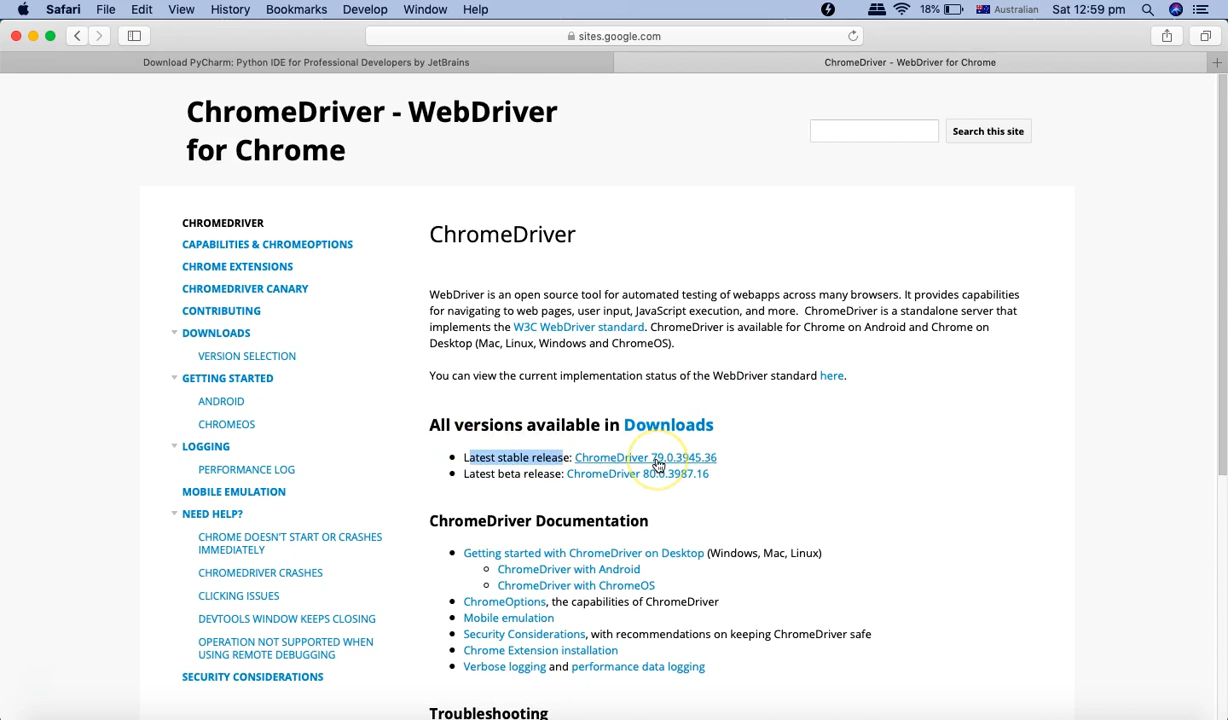 Safari File Edit View History Bookmarks Develop Window Help 18% Australian Sat 12:59 pm
sites.google.com
Download PyCharm: Python IDE for Professional Developers by JetBrains ChromeDriver - WebDriver for Chrome
ChromeDriver - WebDriver
for Chrome
Search this site
CHROMEDRIVER
CAPABILITIES & CHROMEOPTIONS
CHROME EXTENSIONS
CHROMEDRIVER CANARY
CONTRIBUTING
DOWNLOADS
VERSION SELECTION
GETTING STARTED
ANDROID
CHROMEOS
LOGGING
PERFORMANCE LOG
MOBILE EMULATION
NEED HELP?
CHROME DOESN'T START OR CRASHES
IMMEDIATELY
CHROMEDRIVER CRASHES
CLICKING ISSUES
DEVTOOLS WINDOW KEEPS CLOSING
OPERATION NOT SUPPORTED WHEN
USING REMOTE DEBUGGING
SECURITY CONSIDERATIONS
ChromeDriver
WebDriver is an open source tool for automated testing of webapps across many browsers. It provides capabilities
for navigating to web pages, user input, JavaScript execution, and more. ChromeDriver is a standalone server that
implements the W3C WebDriver standard. ChromeDriver is available for Chrome on Android and Chrome on
Desktop (Mac, Linux, Windows and ChromeOS).
You can view the current implementation status of the WebDriver standard here.
All versions available in Downloads
Latest stable release: ChromeDriver 79.0.3945.36
Latest beta release: ChromeDriver 80.0.3987.16
ChromeDriver Documentation
Getting started with ChromeDriver on Desktop (Windows, Mac, Linux)
ChromeDriver with Android
ChromeDriver with ChromeOS
ChromeOptions, the capabilities of ChromeDriver
Mobile emulation
Security Considerations, with recommendations on keeping ChromeDriver safe
Chrome Extension installation
Verbose logging and performance data logging
Troubleshooting